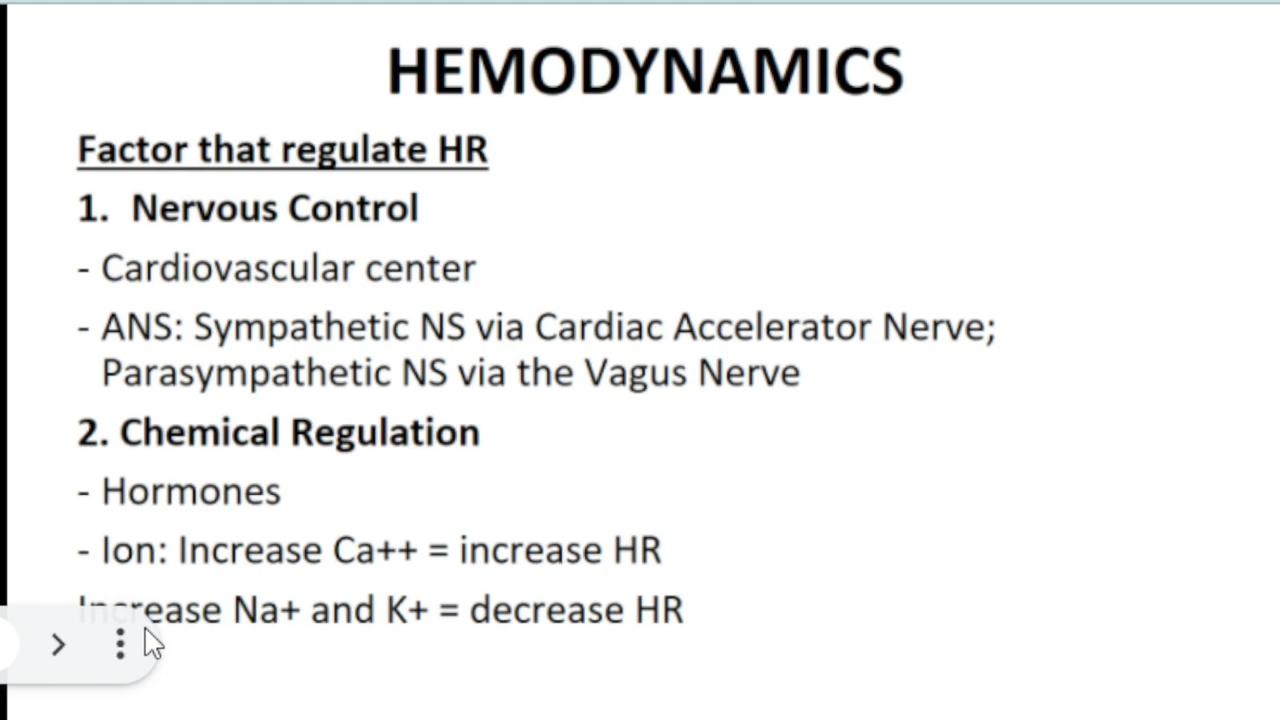 HEMODYNAMICS
Factor that regulate HR
1. Nervous Control
- Cardiovascular center
- ANS: Sympathetic NS via Cardiac Accelerator Nerve;
Parasympathetic NS via the Vagus Nerve
2. Chemical Regulation
- Hormones
- Ion: Increase Ca++ = increase HR
Increase Na+ and K+ = decrease HR